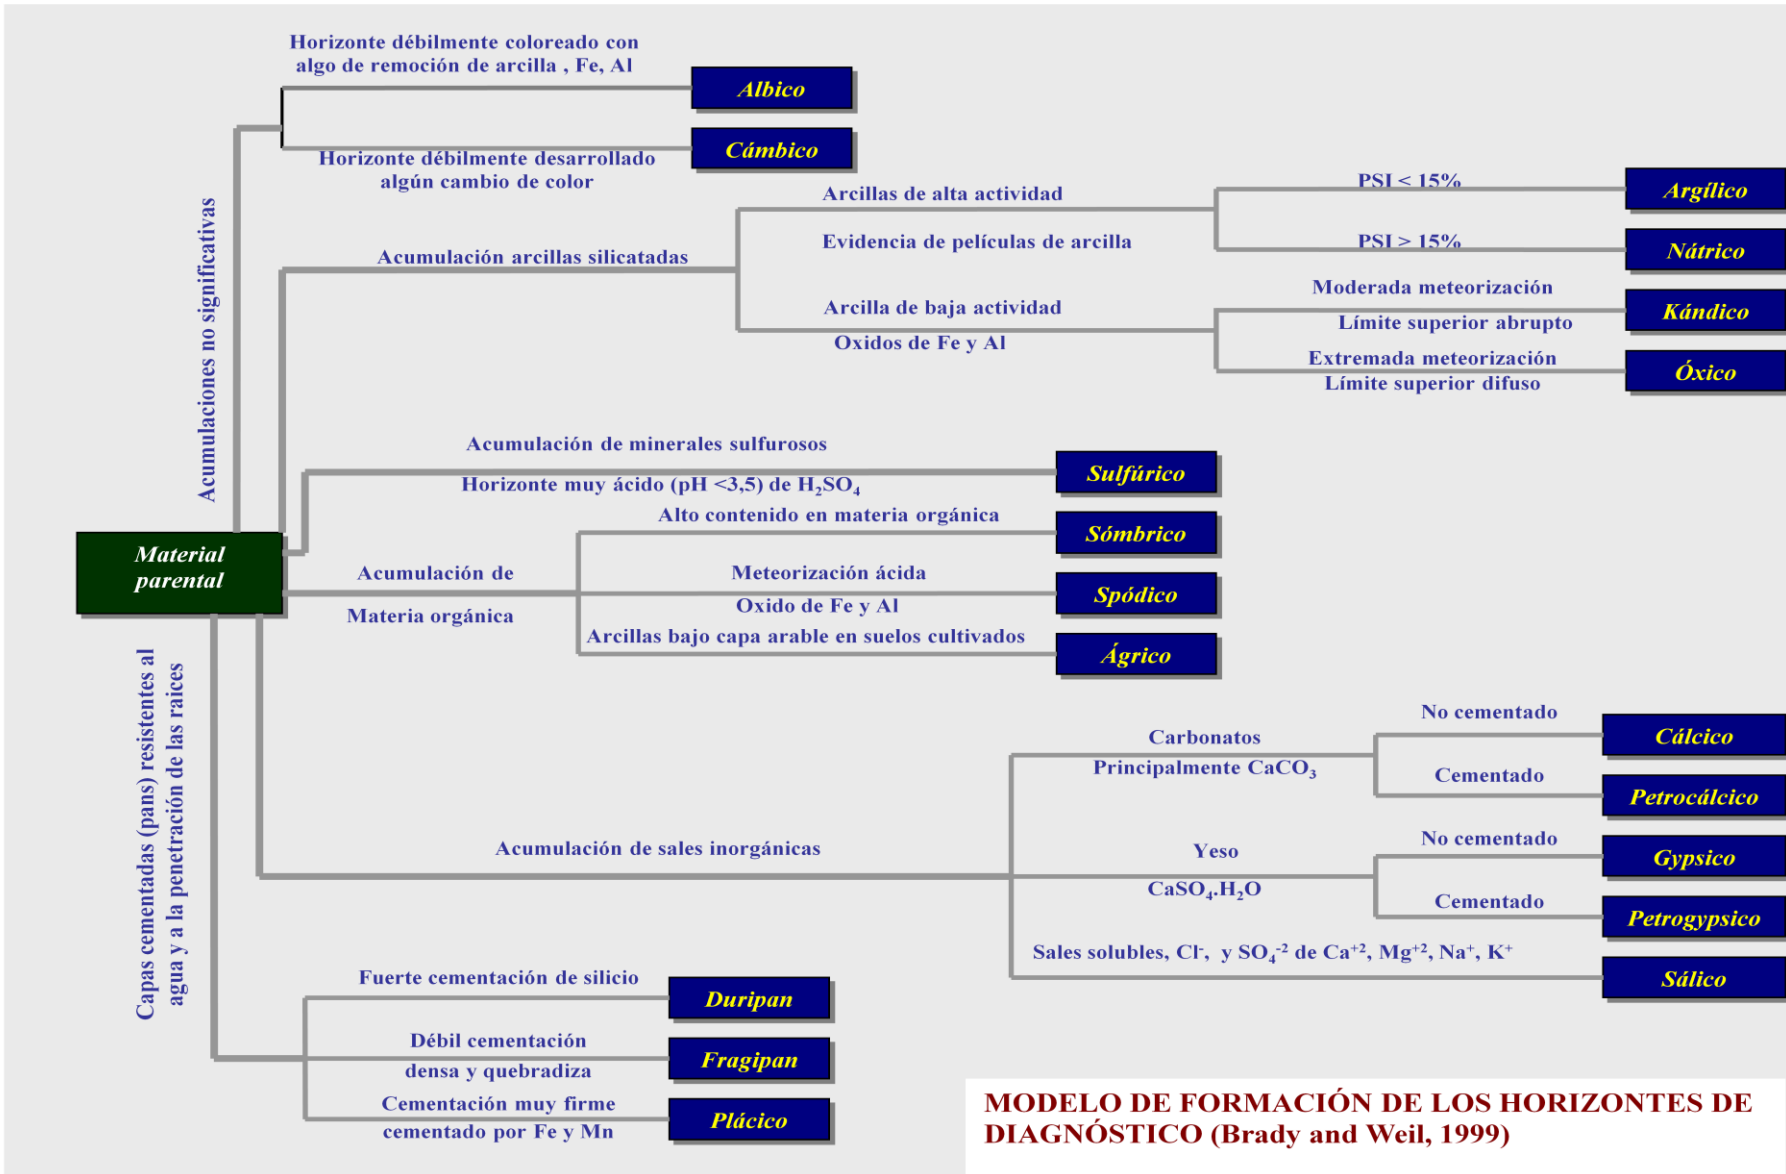 Horizonte débilmente coloreado con
algo de remoción de arcilla , Fe, Al
Albico
Cámbico
Horizonte débilmente desarrollado
algún cambio de color
Acumulaciones no significativas
Acumulación arcillas silicatadas
Arcillas de alta actividad
Evidencia de películas de arcilla
PSI < 15%
Argílico
PSI > 15%
Nátrico
Arcilla de baja actividad
Oxidos de Fe y Al
Moderada meteorización
Límite superior abrupto
Kándico
Extremada meteorización
Límite superior difuso
Óxico
Acumulación de minerales sulfurosos
Horizonte muy ácido (pH <3,5) de H₂SO₄
Sulfúrico
Material
parental
Acumulación de
Materia orgánica
Alto contenido en materia orgánica
Sómbrico
Meteorización ácida
Oxido de Fe y Al
Spódico
Arcillas bajo capa arable en suelos cultivados
Ágrico
Capas cementadas (pans) resistentes al
agua y a la penetración de las raices
Acumulación de sales inorgánicas
Carbonatos
Principalmente CaCO₃
No cementado
Cálcico
Cementado
Petrocálcico
Yeso
CaSO₄.H₂O
No cementado
Gypsico
Cementado
Petrogypsico
Sales solubles, Cl⁻, y SO₄⁻² de Ca⁺², Mg⁺², Na⁺, K⁺
Sálico
Fuerte cementación de silicio
Duripan
Débil cementación
densa y quebradiza
Fragipan
Cementación muy firme
cementado por Fe y Mn
Plácico
MODELO DE FORMACIÓN DE LOS HORIZONTES DE
DIAGNÓSTICO (Brady and Weil, 1999)